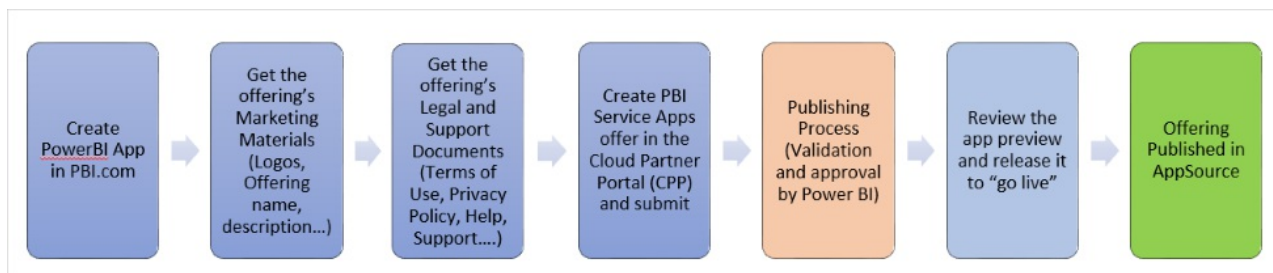 Create
PowerBI App
in PBI.com
Get the
offering's
Marketing
Materials
(Logos,
Offering
name,
description...)
Get the
offering's
Legal and
Support
Documents
(Terms of
Use, Privacy
Policy, Help,
Support....)
Create PBI
Service Apps
offer in the
Cloud Partner
Portal (CPP)
and submit
Publishing
Process
(Validation
and approval
by Power BI)
Review the
app preview
and release it
to “go live”
Offering
Published in
AppSource